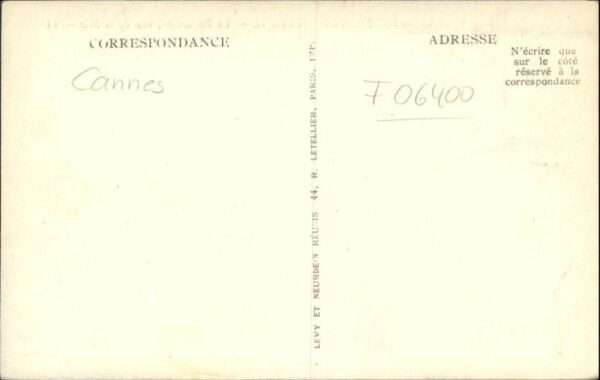 CORRESPONDANCE
Cannes
LEVY ET NEURDEIN RÉUNIS 44, R. LETELLIER, PARIS, IMP.
ADRESSE
F 06400
N'écrire que
sur le côté
réservé à la
correspondance